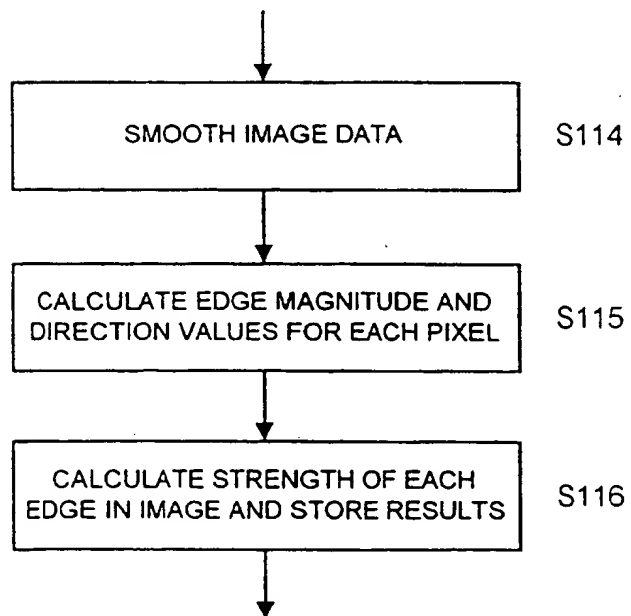 SMOOTH IMAGE DATA
S114
CALCULATE EDGE MAGNITUDE AND
DIRECTION VALUES FOR EACH PIXEL
S115
CALCULATE STRENGTH OF EACH
EDGE IN IMAGE AND STORE RESULTS
S116